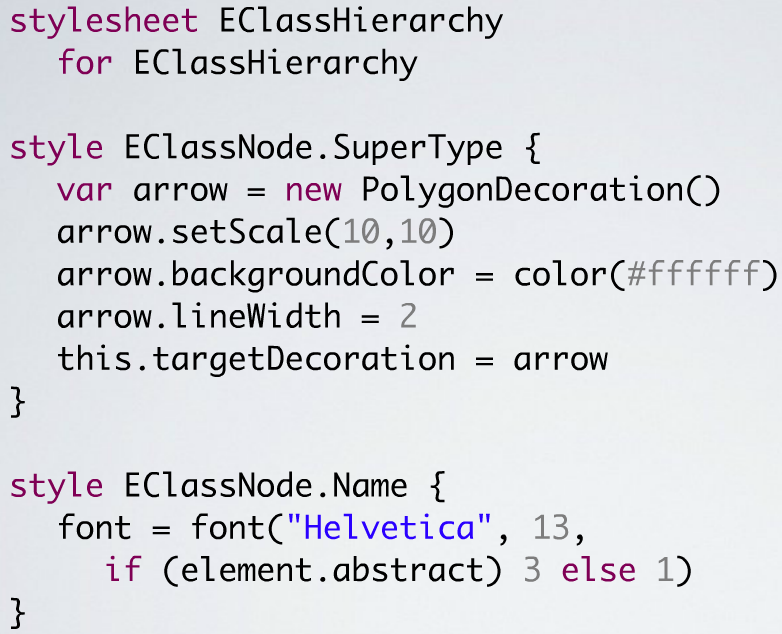 stylesheet EClassHierarchy
for EClassHierarchy
style EClassNode.SuperType {
var arrow = new PolygonDecoration()
arrow.setScale(10,10)
arrow.backgroundColor = color(#ffffff)
arrow.lineWidth = 2
this.targetDecoration = arrow
}
style EClassNode.Name {
font = font("Helvetica", 13,
if (element.abstract) 3 else 1)
}